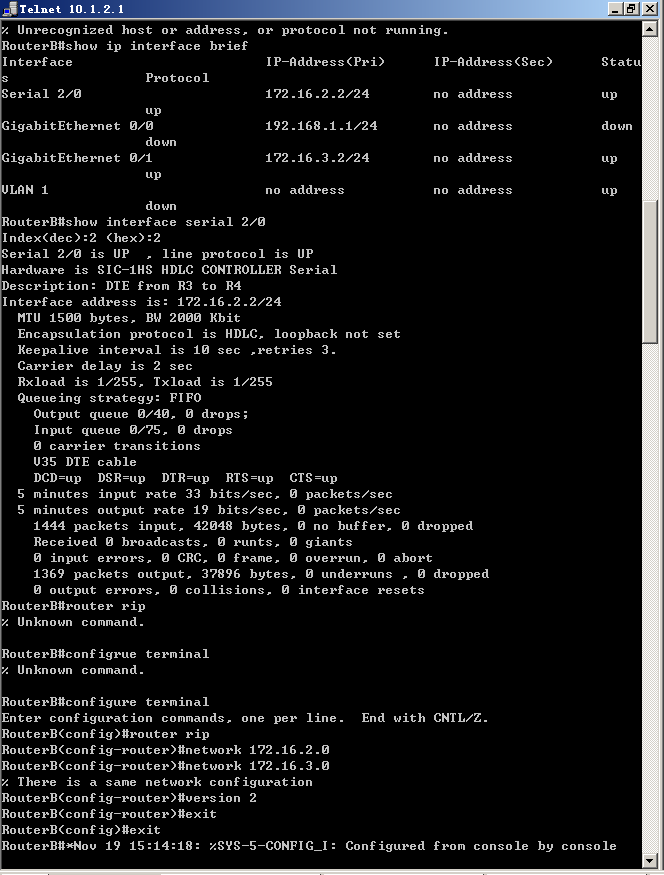 Telnet 10.1.2.1
% Unrecognized host or address, or protocol not running.
RouterB#show ip interface brief
Interface                        IP-Address(Pri)      IP-Address(Sec)      Statu
s                 Protocol
Serial 2/0                       172.16.2.2/24        no address           up
                  up
GigabitEthernet 0/0              192.168.1.1/24       no address           down
                  down
GigabitEthernet 0/1              172.16.3.2/24        no address           up
                  up
VLAN 1                           no address           no address           up
                  down
RouterB#show interface serial 2/0
Index(dec):2 (hex):2
Serial 2/0 is UP  , line protocol is UP
Hardware is SIC-1HS HDLC CONTROLLER Serial
Description: DTE from R3 to R4
Interface address is: 172.16.2.2/24
  MTU 1500 bytes, BW 2000 Kbit
  Encapsulation protocol is HDLC, loopback not set
  Keepalive interval is 10 sec ,retries 3.
  Carrier delay is 2 sec
  Rxload is 1/255, Txload is 1/255
  Queueing strategy: FIFO
    Output queue 0/40, 0 drops;
    Input queue 0/75, 0 drops
    0 carrier transitions
    V35 DTE cable
    DCD=up  DSR=up  DTR=up  RTS=up  CTS=up
  5 minutes input rate 33 bits/sec, 0 packets/sec
  5 minutes output rate 19 bits/sec, 0 packets/sec
    1444 packets input, 42048 bytes, 0 no buffer, 0 dropped
    Received 0 broadcasts, 0 runts, 0 giants
    0 input errors, 0 CRC, 0 frame, 0 overrun, 0 abort
    1369 packets output, 37896 bytes, 0 underruns , 0 dropped
    0 output errors, 0 collisions, 0 interface resets
RouterB#router rip
% Unknown command.
RouterB#configrue terminal
% Unknown command.
RouterB#configure terminal
Enter configuration commands, one per line.  End with CNTL/Z.
RouterB(config)#router rip
RouterB(config-router)#network 172.16.2.0
RouterB(config-router)#network 172.16.3.0
% There is a same network configuration
RouterB(config-router)#version 2
RouterB(config-router)#exit
RouterB(config)#exit
RouterB#*Nov 19 15:14:18: %SYS-5-CONFIG_I: Configured from console by console